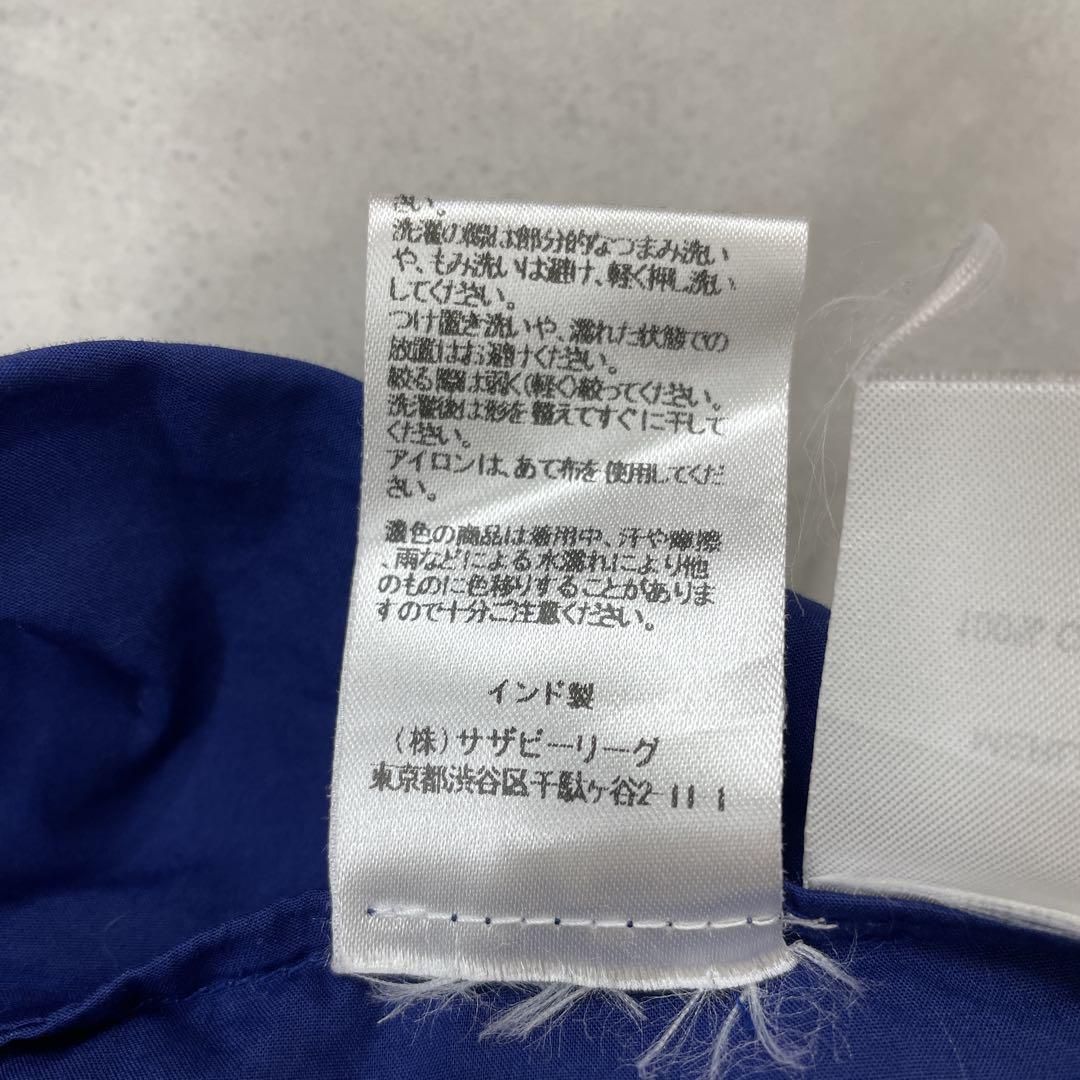 さい。
洗濯の際は部分的なつまみ洗い
や、もみ洗いは避け、軽く押し洗い
してください。
つけ置き洗いや、濡れた状態での
放置はお避けください。
絞る際は弱く(軽く)絞ってください。
洗濯後は形を整えてすぐに干して
ください。
アイロンは、あて布を使用してくだ
さい。
濃色の商品は着用中、汗や摩擦
、雨などによる水濡れにより他
のものに色移りすることがありま
すので十分ご注意ください。
インド製
(株)サザビーリーグ
東京都渋谷区千駄ヶ谷2-11-1